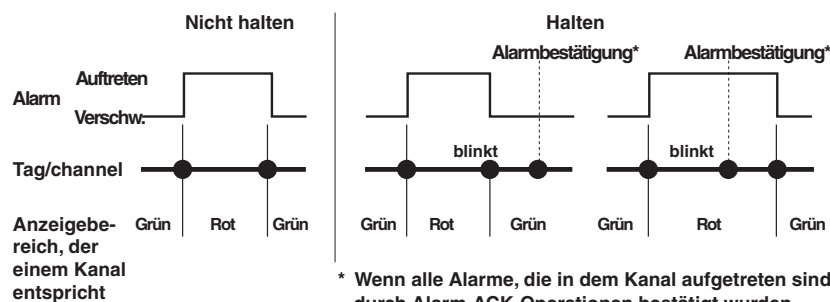 Nicht halten
Halten
Alarmbestätigung*
Alarmbestätigung*
Alarm
Auftreten
Verschw.
Tag/channel
blinkt
blinkt
Anzeigebe-
reich, der
einem Kanal
entspricht
Grün Rot Grün
Grün Rot Grün
Grün Rot Grün
* Wenn alle Alarme, die in dem Kanal aufgetreten sind
durch Alarm-ACK-Operationen bestätigt wurden